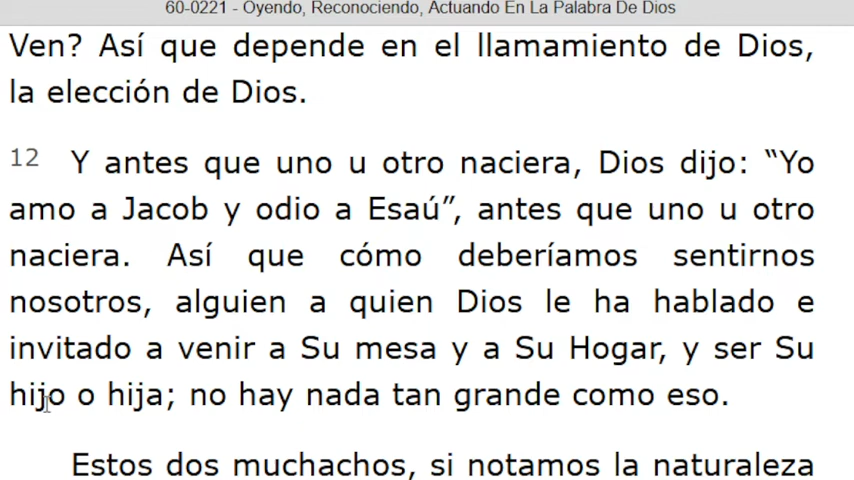 60-0221 - Oyendo, Reconociendo, Actuando En La Palabra De Dios
Ven? Así que depende en el llamamiento de Dios,
la elección de Dios.
12 Y antes que uno u otro naciera, Dios dijo: “Yo
amo a Jacob y odio a Esaú”, antes que uno u otro
naciera. Así que cómo deberíamos sentirnos
nosotros, alguien a quien Dios le ha hablado e
invitado a venir a Su mesa y a Su Hogar, y ser Su
hijo o hija; no hay nada tan grande como eso.
Estos dos muchachos, si notamos la naturaleza